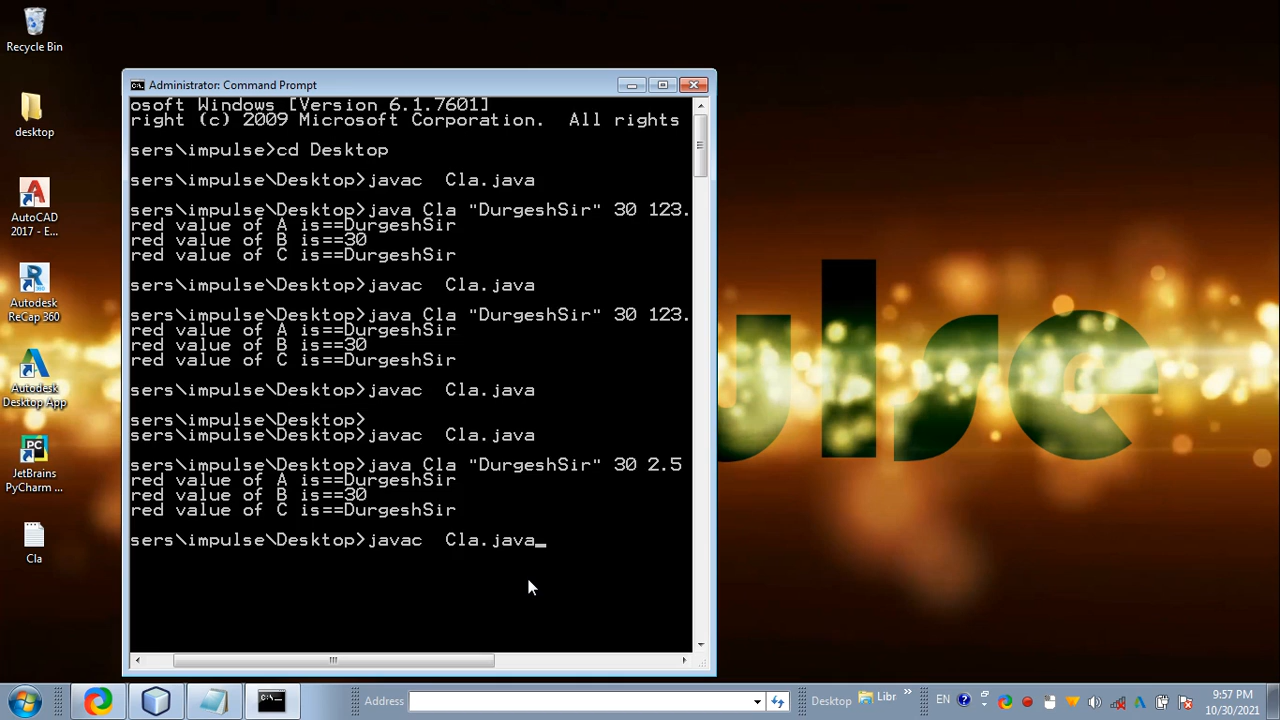 Recycle Bin
desktop
AutoCAD
2017 - E...
Autodesk
ReCap 360
Autodesk
Desktop App
JetBrains
PyCharm ...
Cla
Administrator: Command Prompt
osoft Windows [Version 6.1.7601]
right (c) 2009 Microsoft Corporation.  All rights
sers\impulse>cd Desktop
sers\impulse\Desktop>javac  Cla.java
sers\impulse\Desktop>java Cla "DurgeshSir" 30 123.
red value of A is==DurgeshSir
red value of B is==30
red value of C is==DurgeshSir
sers\impulse\Desktop>javac  Cla.java
sers\impulse\Desktop>java Cla "DurgeshSir" 30 123.
red value of A is==DurgeshSir
red value of B is==30
red value of C is==DurgeshSir
sers\impulse\Desktop>javac  Cla.java
sers\impulse\Desktop>
sers\impulse\Desktop>javac  Cla.java
sers\impulse\Desktop>java Cla "DurgeshSir" 30 2.5
red value of A is==DurgeshSir
red value of B is==30
red value of C is==DurgeshSir
sers\impulse\Desktop>javac  Cla.java_
ulse
Address
Desktop
Libr
»
EN
9:57 PM
10/30/2021